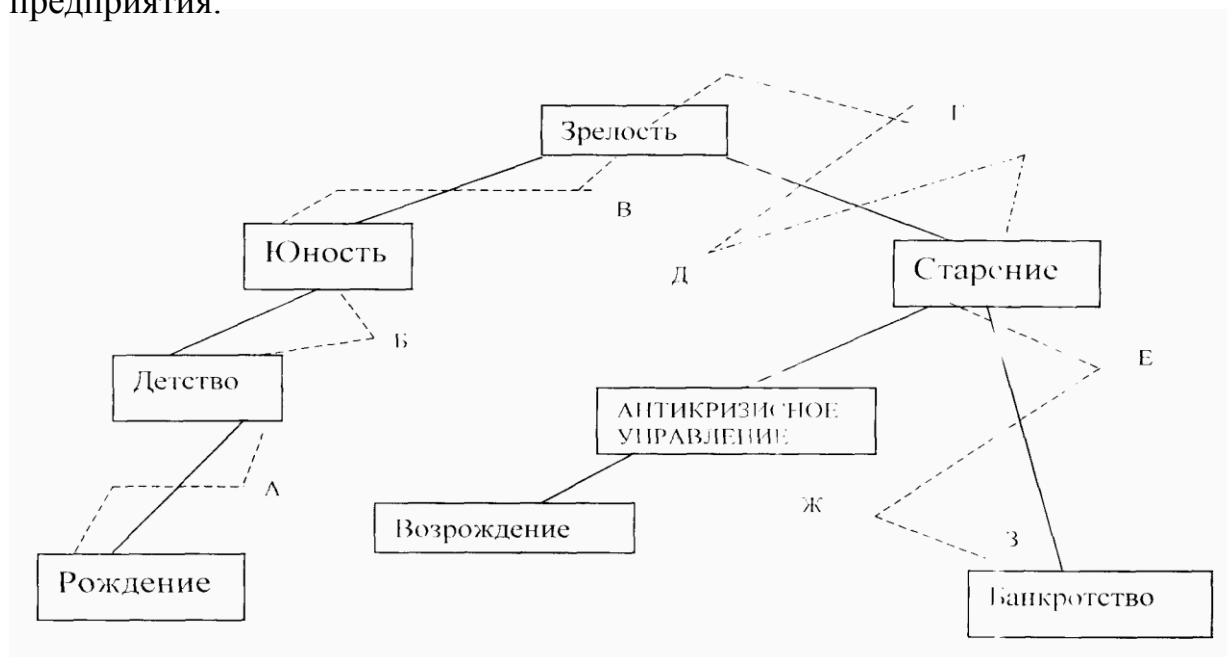 предприятия.
Зрелость
Г
В
Юность
Д
Старение
Б
Е
Детство
АНТИКРИЗИСНОЕ
УПРАВЛЕНИЕ
А
Ж
Возрождение
З
Рождение
Банкротство